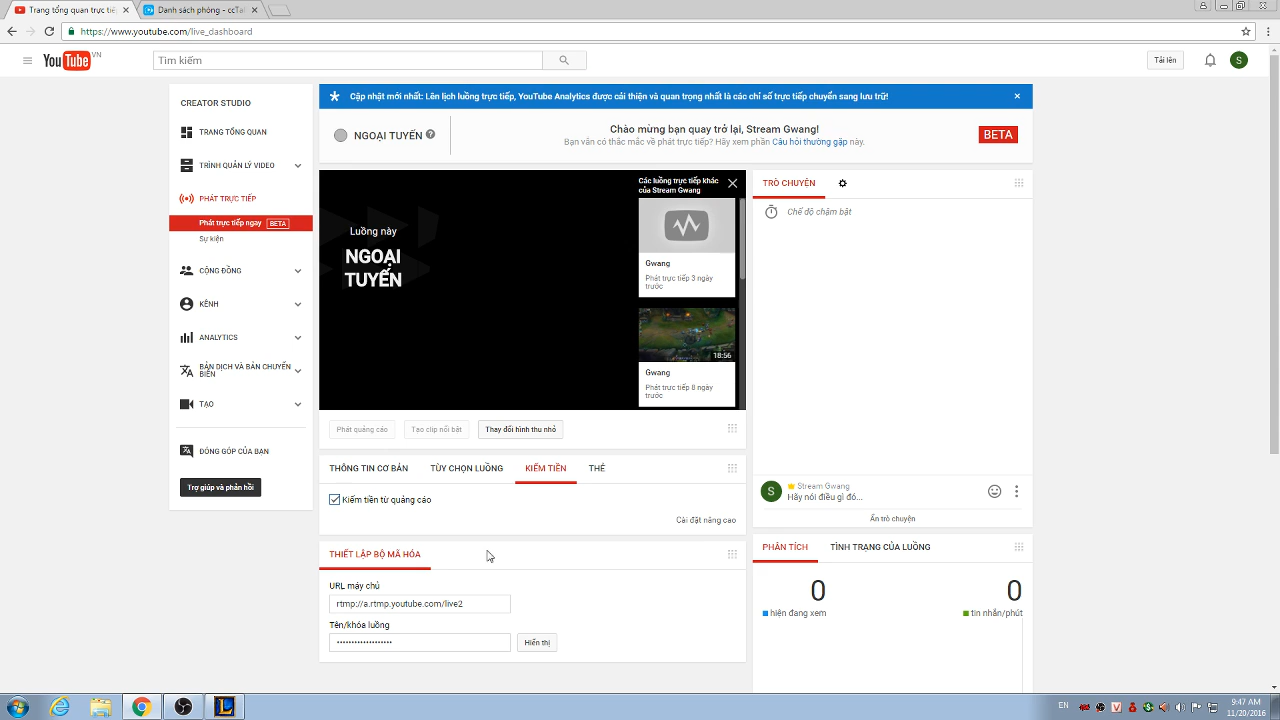 Trang tổng quan trực tiế
Danh sách phòng - ccTal
https://www.youtube.com/live_dashboard
YouTube VN
Tìm kiếm
Tải lên
S
CREATOR STUDIO
TRANG TỔNG QUAN
TRÌNH QUẢN LÝ VIDEO
PHÁT TRỰC TIẾP
Phát trực tiếp ngay BETA
Sự kiện
CỘNG ĐỒNG
KÊNH
ANALYTICS
BẢN DỊCH VÀ BẢN CHUYỂN
BIÊN
TẠO
ĐÓNG GÓP CỦA BẠN
Trợ giúp và phản hồi
Cập nhật mới nhất: Lên lịch luồng trực tiếp, YouTube Analytics được cải thiện và quan trọng nhất là các chỉ số trực tiếp chuyển sang lưu trữ!
NGOẠI TUYẾN
Chào mừng bạn quay trở lại, Stream Gwang!
Bạn vẫn có thắc mắc về phát trực tiếp? Hãy xem phần Câu hỏi thường gặp này.
BETA
Luồng này
NGOẠI
TUYẾN
Các luồng trực tiếp khác
của Stream Gwang
Gwang
Phát trực tiếp 3 ngày
trước
18:56
Gwang
Phát trực tiếp 8 ngày
trước
Phát quảng cáo
Tạo clip nổi bật
Thay đổi hình thu nhỏ
THÔNG TIN CƠ BẢN
TÙY CHỌN LUỒNG
KIẾM TIỀN
THẺ
Kiếm tiền từ quảng cáo
Cài đặt nâng cao
THIẾT LẬP BỘ MÃ HÓA
URL máy chủ
rtmp://a.rtmp.youtube.com/live2
Tên/khóa luồng
••••••••••••••••••••
Hiển thị
TRÒ CHUYỆN
Chế độ chậm bật
S
Stream Gwang
Hãy nói điều gì đó...
Ẩn trò chuyện
PHÂN TÍCH
TÌNH TRẠNG CỦA LUỒNG
0
0
hiện đang xem
tin nhắn/phút
EN
9:47 AM
11/20/2016